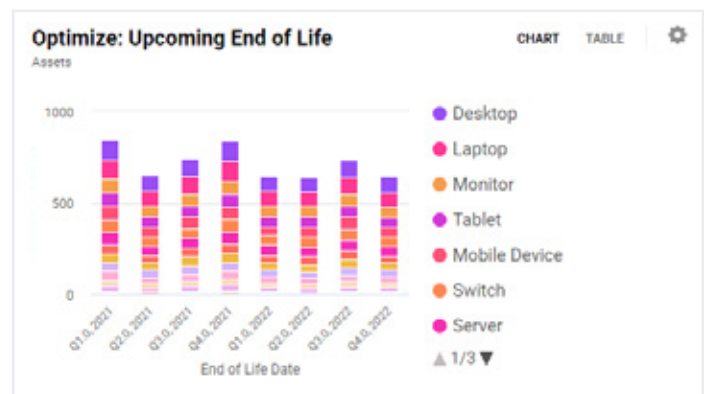 Optimize: Upcoming End of Life
CHART TABLE
Assets
1000
500
0
Q1.0, 2021
Q2.0, 2021
Q3.0, 2021
Q4.0, 2021
Q1.0, 2022
Q2.0, 2022
Q3.0, 2022
Q4.0, 2022
End of Life Date
Desktop
Laptop
Monitor
Tablet
Mobile Device
Switch
Server
1/3